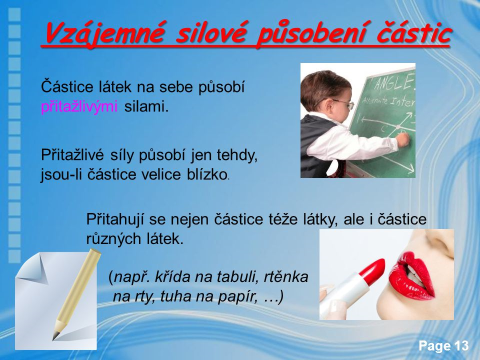 Vzájemné silové působení částic
Částice látek na sebe působí
přitažlivými silami.
ANGLE
Přitažlivé síly působí jen tehdy,
jsou-li částice velice blízko.
Přitahují se nejen částice téže látky, ale i částice
různých látek.
(např. křída na tabuli, rtěnka
na rty, tuha na papír, …)
Page 13